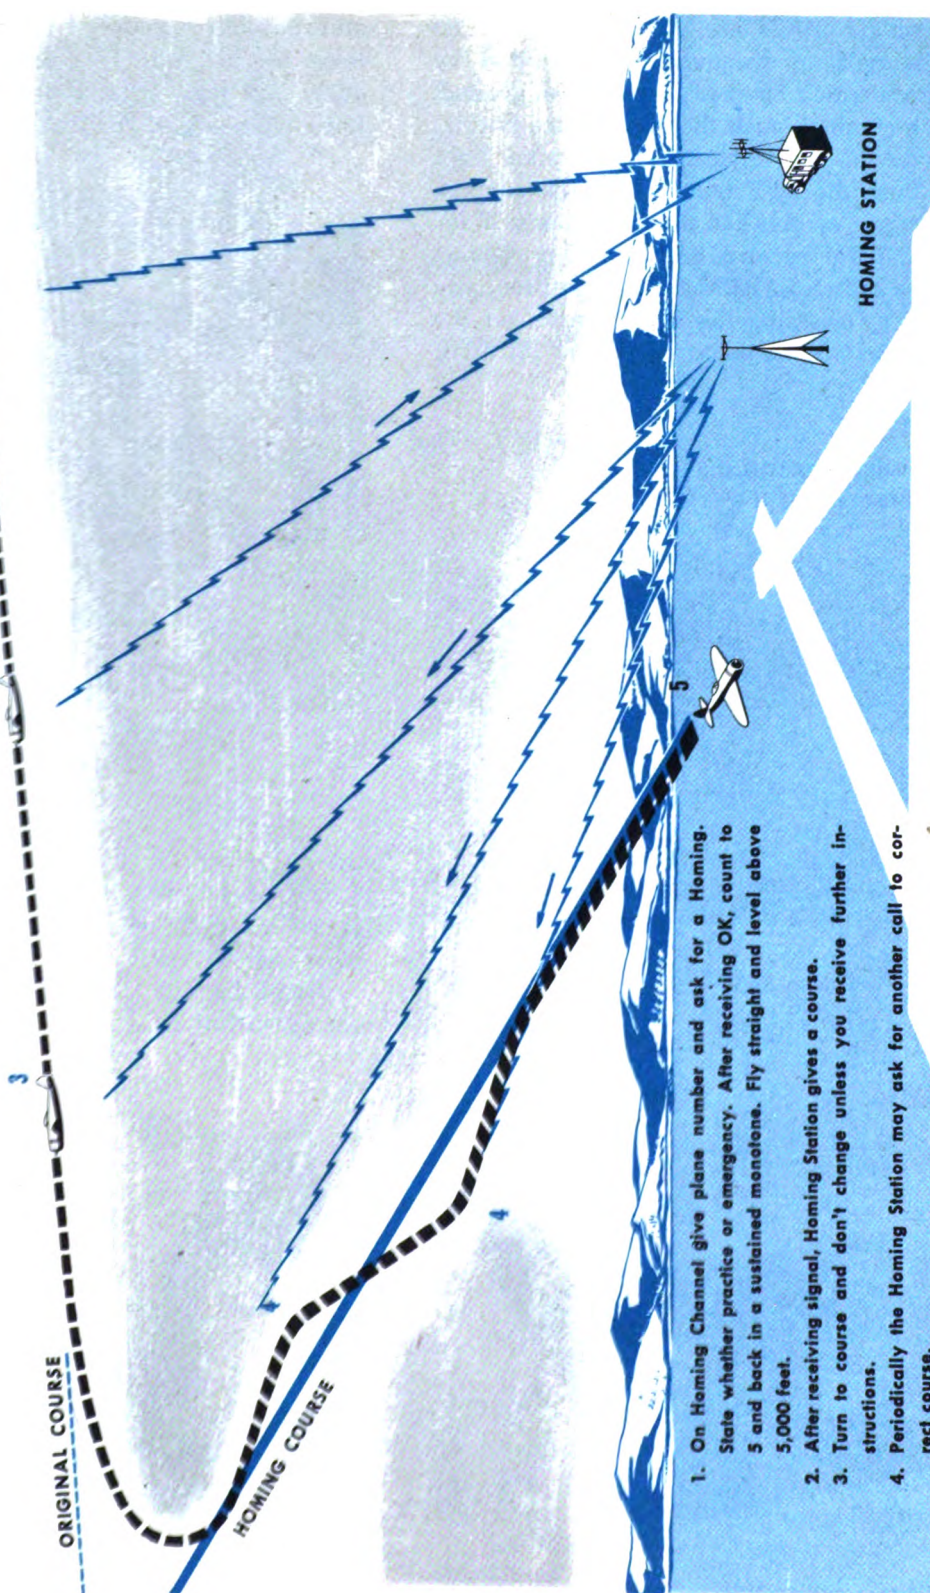 ORIGINAL COURSE
3
HOMING COURSE
4
4
5
HOMING STATION
1. On Homing Channel give plane number and ask for a Homing.
State whether practice or emergency. After receiving OK, count to
5 and back in a sustained monotone. Fly straight and level above
5,000 feet.
2. After receiving signal, Homing Station gives a course.
3. Turn to course and don't change unless you receive further in-
structions.
4. Periodically the Homing Station may ask for another call to cor-
rect course.